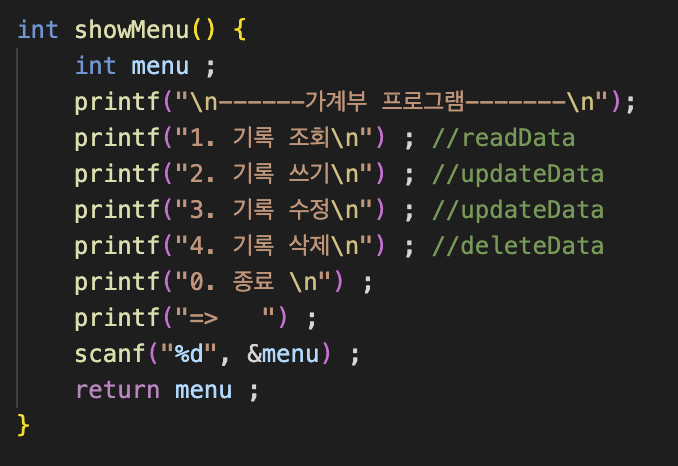 int showMenu() {
    int menu ;
    printf("\n------가계부 프로그램-------\n");
    printf("1. 기록 조회\n") ; //readData
    printf("2. 기록 쓰기\n") ; //updateData
    printf("3. 기록 수정\n") ; //updateData
    printf("4. 기록 삭제\n") ; //deleteData
    printf("0. 종료 \n") ;
    printf("=>   ") ;
    scanf("%d", &menu) ;
    return menu ;
}